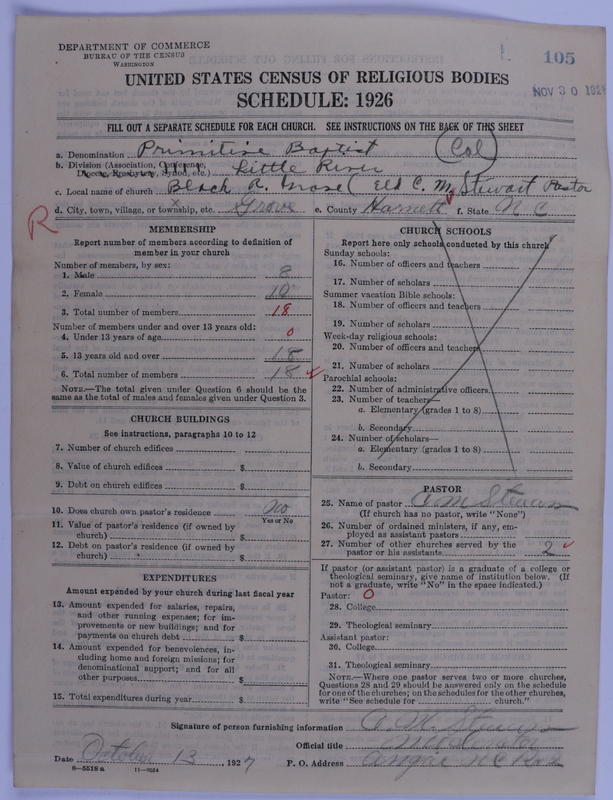 DEPARTMENT OF COMMERCE
BUREAU OF THE CENSUS
WASHINGTON
105
NOV 30 192
UNITED STATES CENSUS OF RELIGIOUS BODIES
SCHEDULE: 1926
FILL OUT A SEPARATE SCHEDULE FOR EACH CHURCH. SEE INSTRUCTIONS ON THE BACK OF THIS SHEET
a. Denomination Primitive Baptist (Col)
b. Division (Association, Conference, Diocese, Presbytery, Synod, etc.) Little River
c. Local name of church Eld C. M. Stewart Pastor
d. City, town, village, or township, etc. Grove e. County Harnett f. State N C
R
MEMBERSHIP
Report number of members according to definition of member in your church
Number of members, by sex:
1. Male 8
2. Female 10
3. Total number of members 18
Number of members under and over 13 years old:
4. Under 13 years of age 0
5. 13 years old and over 18
6. Total number of members 18
NOTE.—The total given under Question 6 should be the same as the total of males and females given under Question 3.
CHURCH BUILDINGS
See instructions, paragraphs 10 to 12
7. Number of church edifices
8. Value of church edifices $
9. Debt on church edifices $
10. Does church own pastor's residence No
Yes or No
11. Value of pastor's residence (if owned by church) $
12. Debt on pastor's residence (if owned by church) $
EXPENDITURES
Amount expended by your church during last fiscal year
13. Amount expended for salaries, repairs, and other running expenses; for improvements or new buildings; and for payments on church debt $
14. Amount expended for benevolences, including home and foreign missions; for denominational support; and for all other purposes $
15. Total expenditures during year $
CHURCH SCHOOLS
Report here only schools conducted by this church
Sunday schools:
16. Number of officers and teachers
17. Number of scholars
Summer vacation Bible schools:
18. Number of officers and teachers
19. Number of scholars
Week-day religious schools:
20. Number of officers and teachers
21. Number of scholars
Parochial schools:
22. Number of administrative officers
23. Number of teachers—
a. Elementary (grades 1 to 8)
b. Secondary
24. Number of scholars—
a. Elementary (grades 1 to 8)
b. Secondary
PASTOR
25. Name of pastor
(If church has no pastor, write "None")
26. Number of ordained ministers, if any, employed as assistant pastors
27. Number of other churches served by the pastor or his assistants 2
If pastor (or assistant pastor) is a graduate of a college or theological seminary, give name of institution below. (If not a graduate, write "No" in the space indicated.)
Pastor: 0
28. College
29. Theological seminary
Assistant pastor:
30. College
31. Theological seminary
NOTE.—Where one pastor serves two or more churches, Questions 28 and 29 should be answered only on the schedule for one of the churches; on the schedules for the other churches, write "See schedule for church."
Signature of person furnishing information
Official title
Date October 13, 1927 P. O. Address
8—5518a 11—9054